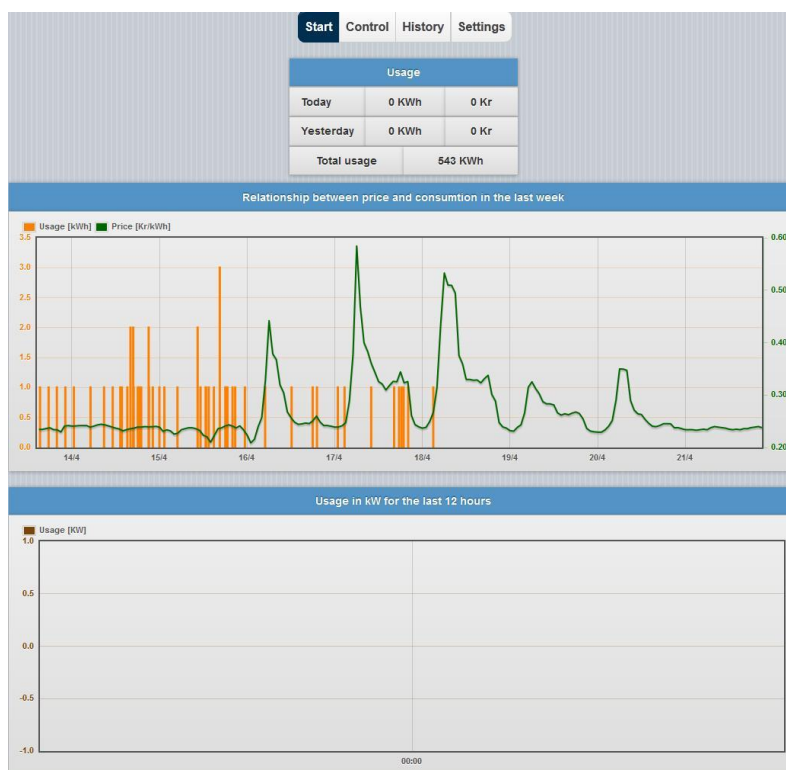 Start Control History Settings
Usage
Today 0 KWh 0 Kr
Yesterday 0 KWh 0 Kr
Total usage 543 KWh
Relationship between price and consumtion in the last week
Usage [kWh] Price [Kr/kWh]
3.5 0.60
3.0
2.5 0.50
2.0
0.40
1.5
1.0 0.30
0.5
0.0 0.20
14/4 15/4 16/4 17/4 18/4 19/4 20/4 21/4
Usage in kW for the last 12 hours
Usage [KW]
1.0
0.5
0.0
-0.5
-1.0
00:00